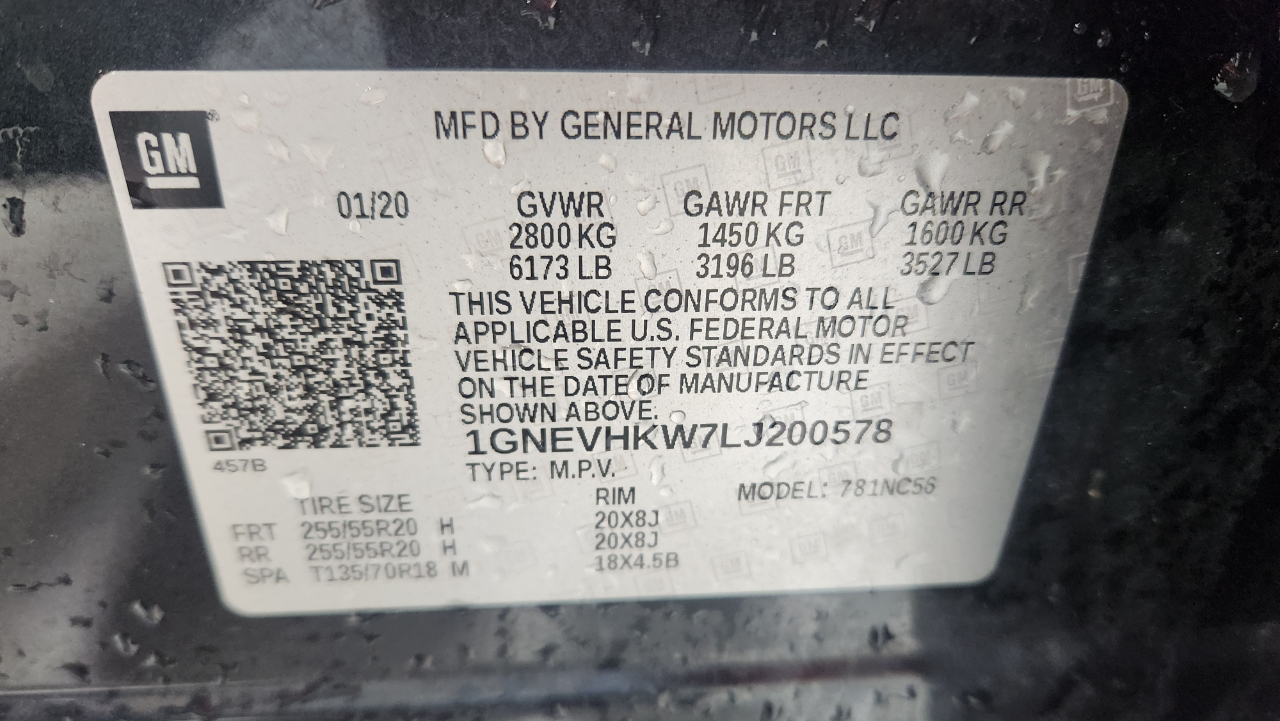 GM
MFD BY GENERAL MOTORS LLC
01/20 GVWR GAWR FRT GAWR RR
2800 KG 1450 KG 1600 KG
6173 LB 3196 LB 3527 LB
THIS VEHICLE CONFORMS TO ALL
APPLICABLE U.S. FEDERAL MOTOR
VEHICLE SAFETY STANDARDS IN EFFECT
ON THE DATE OF MANUFACTURE
SHOWN ABOVE.
1GNEVHKW7LJ200578
457B
TYPE: M.P.V.
MODEL: 781NC56
TIRE SIZE RIM
FRT 255/55R20 H 20X8J
RR 255/55R20 H 20X8J
SPA T135/70R18 M 18X4.5B